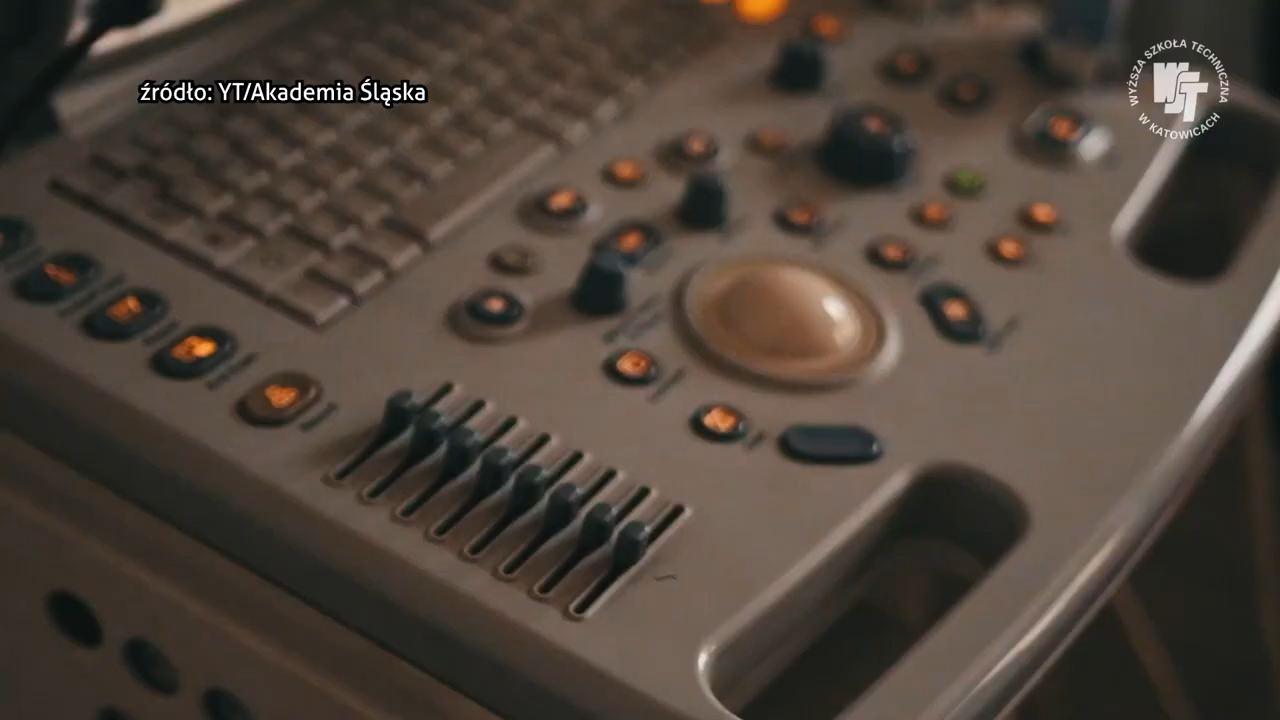 źródło: YT/Akademia Śląska
WYŻSZA SZKOŁA TECHNICZNA
WST
W KATOWICACH